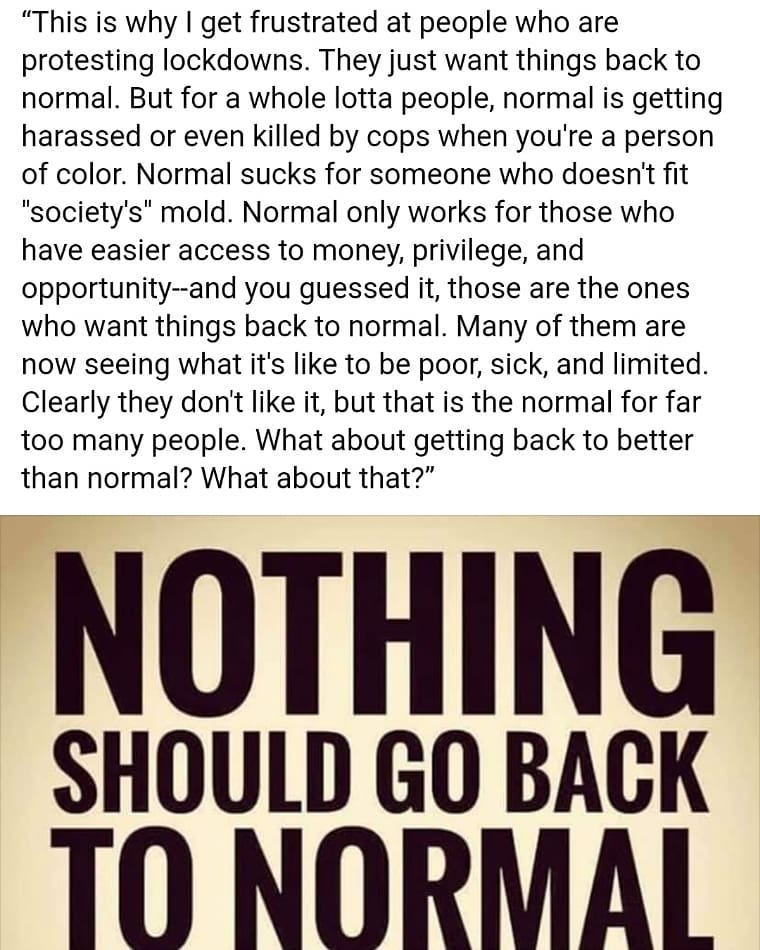 “This is why I get frustrated at people who are
protesting lockdowns. They just want things back to
normal. But for a whole lotta people, normal is getting
harassed or even killed by cops when you're a person
of color. Normal sucks for someone who doesn't fit
"society's" mold. Normal only works for those who
have easier access to money, privilege, and
opportunity--and you guessed it, those are the ones
who want things back to normal. Many of them are
now seeing what it's like to be poor, sick, and limited.
Clearly they don't like it, but that is the normal for far
too many people. What about getting back to better
than normal? What about that?”
NOTHING
SHOULD GO BACK
TO NORMAL